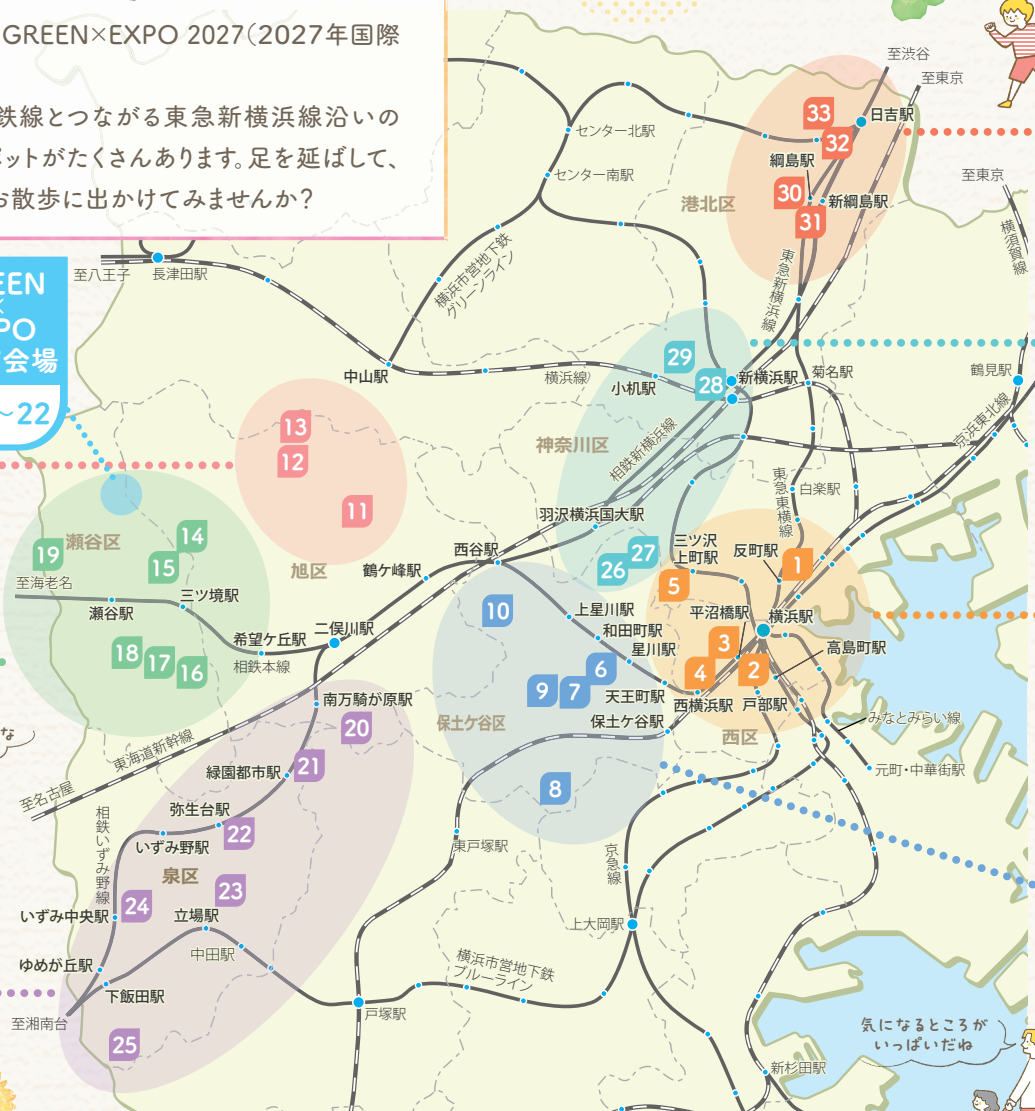 GREEN×EXPO 2027（2027年国際
鉄線とつながる東急新横浜線沿いの
ポットがたくさんあります。足を延ばして、
お散歩に出かけてみませんか？
至渋谷
至東京
日吉駅
33
32
センター北駅
綱島駅
センター南駅
30
新綱島駅
港北区
31
至東京
横須賀線
東急新横浜線
横浜市営地下鉄
グリーンライン
至八王子
長津田駅
EEN
×
PO
会場
～22
中山駅
横浜線
小机駅
29
28
新横浜駅
菊名駅
鶴見駅
京浜東北線
神奈川区
相鉄新横浜線
13
12
11
旭区
東急東横線
白楽駅
羽沢横浜国大駅
瀬谷区
19
14
15
至海老名
瀬谷駅
三ツ境駅
18
17
16
希望ケ丘駅
相鉄本線
二俣川駅
鶴ケ峰駅
西谷駅
26
27
三ツ沢
上町駅
反町駅
1
5
平沼橋駅
横浜駅
10
上星川駅
和田町駅
星川駅
3
4
2
高島町駅
6
9
7
天王町駅
西横浜駅
戸部駅
保土ケ谷区
保土ケ谷駅
西区
みなとみらい線
元町・中華街駅
8
南万騎が原駅
20
な
東海道新幹線
至名古屋
緑園都市駅
21
相鉄いずみ野線
弥生台駅
22
いずみ野駅
泉区
23
24
いずみ中央駅
立場駅
中田駅
ゆめが丘駅
下飯田駅
至湘南台
25
東戸塚駅
京急線
上大岡駅
横浜市営地下鉄
ブルーライン
戸塚駅
新杉田駅
気になるところが
いっぱいだね